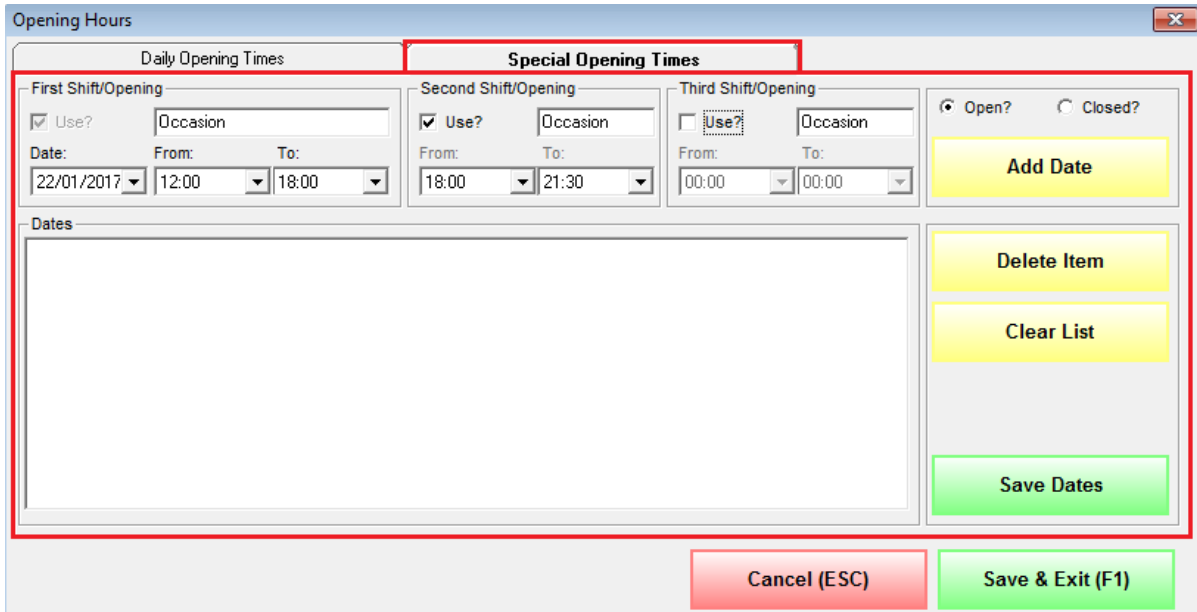 Opening Hours
Daily Opening Times
Special Opening Times
First Shift/Opening
Use?
Occasion
Date:
From:
To:
22/01/2017
12:00
18:00
Second Shift/Opening
Use?
Occasion
From:
To:
18:00
21:30
Third Shift/Opening
Use?
Occasion
From:
To:
00:00
00:00
Open?
Closed?
Add Date
Dates
Delete Item
Clear List
Save Dates
Cancel (ESC)
Save & Exit (F1)